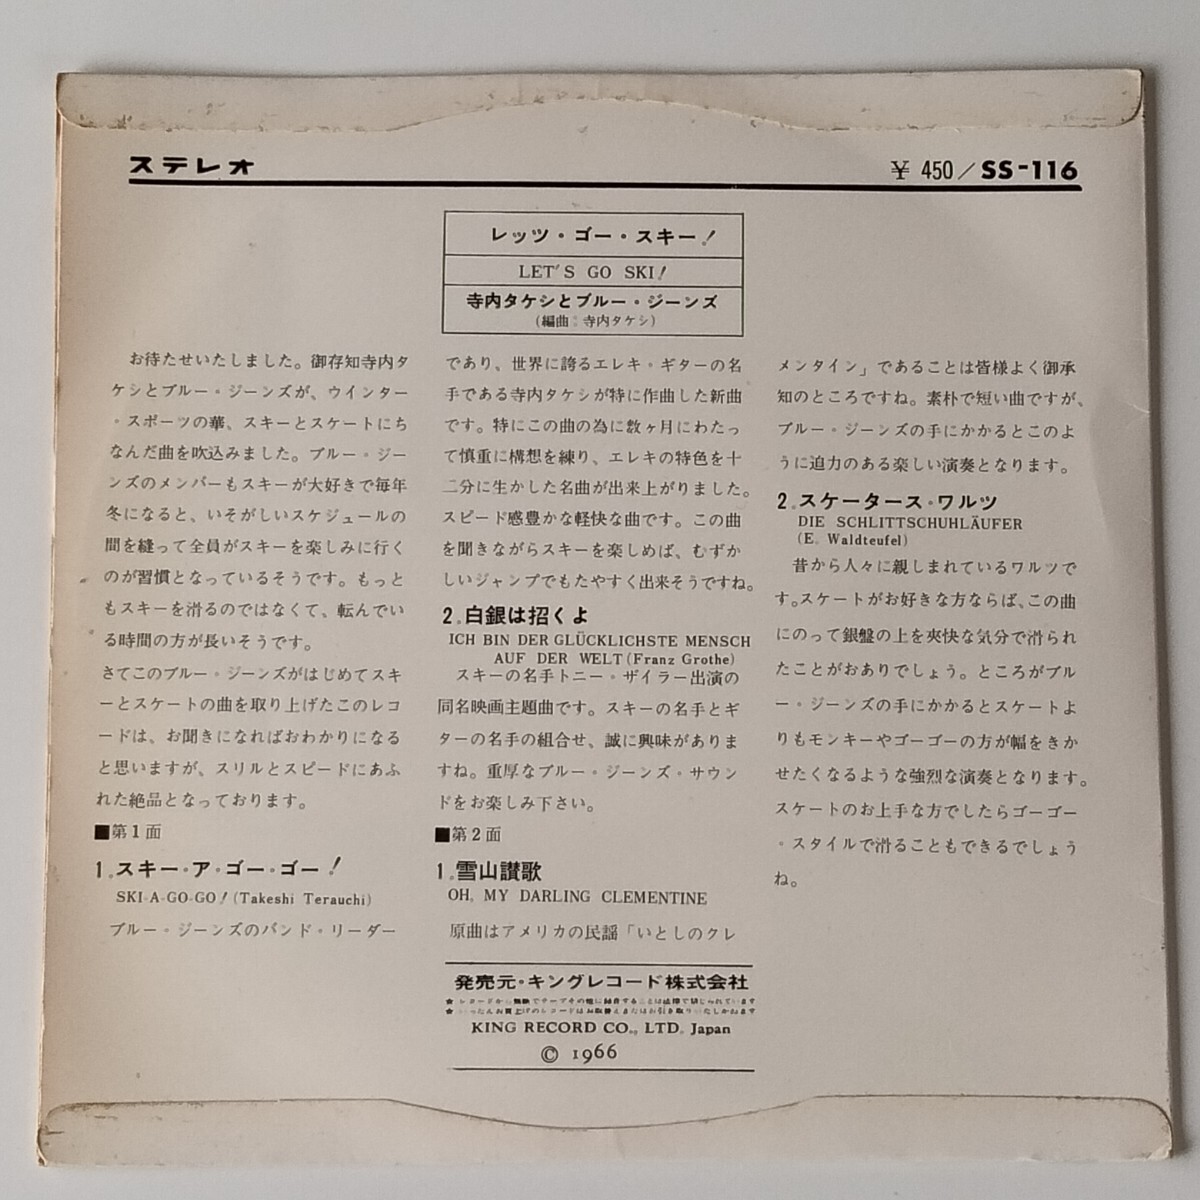 ステレオ
¥ 450／SS-116
レッツ・ゴー・スキー！
LET'S GO SKI!
寺内タケシとブルー・ジーンズ
(編曲：寺内タケシ)
お待たせいたしました。御存知寺内タ
ケシとブルー・ジーンズが、ウインター
・スポーツの華、スキーとスケートにち
なんだ曲を吹込みました。ブルー・ジー
ンズのメンバーもスキーが大好きで毎年
冬になると、いそがしいスケジュールの
間を縫って全員がスキーを楽しみに行く
のが習慣となっているそうです。もっと
もスキーを滑るのではなくて、転んでい
る時間の方が長いそうです。
さてこのブルー・ジーンズがはじめてスキ
ーとスケートの曲を取り上げたこのレコ
ードは、お聞きになればおわかりになる
と思いますが、スリルとスピードにあふ
れた絶品となっております。
■第1面
1.スキー・ア・ゴー・ゴー！
SKI-A-GO-GO! (Takeshi Terauchi)
ブルー・ジーンズのバンド・リーダー
であり、世界に誇るエレキ・ギターの名
手である寺内タケシが特に作曲した新曲
です。特にこの曲の為に数ヶ月にわたっ
て慎重に構想を練り、エレキの特色を十
二分に生かした名曲が出来上がりました。
スピード感豊かな軽快な曲です。この曲
を聞きながらスキーを楽しめば、むずか
しいジャンプでもたやすく出来そうですね。
2.白銀は招くよ
ICH BIN DER GLÜCKLICHSTE MENSCH
AUF DER WELT (Franz Grothe)
スキーの名手トニー・ザイラー出演の
同名映画主題曲です。スキーの名手とギ
ターの名手の組合せ、誠に興味がありま
すね。重厚なブルー・ジーンズ・サウン
ドをお楽しみ下さい。
■第2面
1.雪山讃歌
OH, MY DARLING CLEMENTINE
原曲はアメリカの民謡「いとしのクレ
メンタイン」であることは皆様よく御承
知のところですね。素朴で短い曲ですが、
ブルー・ジーンズの手にかかるとこのよ
うに迫力のある楽しい演奏となります。
2.スケータース・ワルツ
DIE SCHLITTSCHUHLÄUFER
(E. Waldteufel)
昔から人々に親しまれているワルツで
す。スケートがお好きな方ならば、この曲
にのって銀盤の上を爽快な気分で滑られ
たことがおありでしょう。ところがブル
ー・ジーンズの手にかかるとスケートよ
りもモンキーやゴーゴーの方が幅をきか
せたくなるような強烈な演奏となります。
スケートのお上手な方でしたらゴーゴー
・スタイルで滑ることもできるでしょう
ね。
発売元・キングレコード株式会社
★レコードから無断でテープその他に録音することは法律で禁じられています
KING RECORD CO., LTD. Japan
© 1966